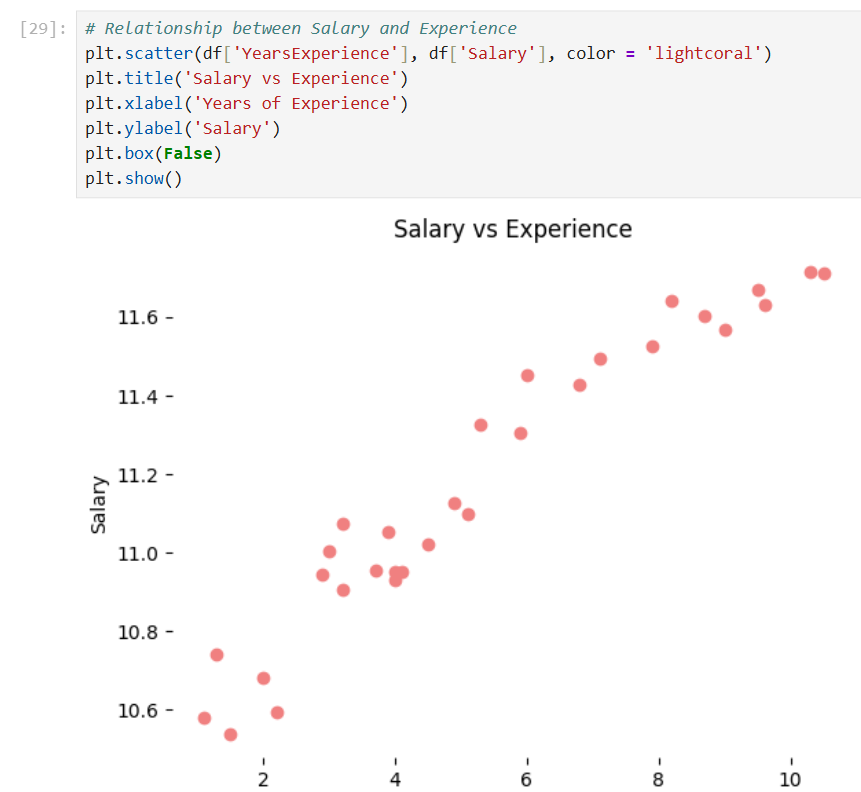 [29]: # Relationship between Salary and Experience
plt.scatter(df['YearsExperience'], df['Salary'], color = 'lightcoral')
plt.title('Salary vs Experience')
plt.xlabel('Years of Experience')
plt.ylabel('Salary')
plt.box(False)
plt.show()
Salary vs Experience
11.6
11.4
11.2
11.0
10.8
10.6
Salary
2 4 6 8 10